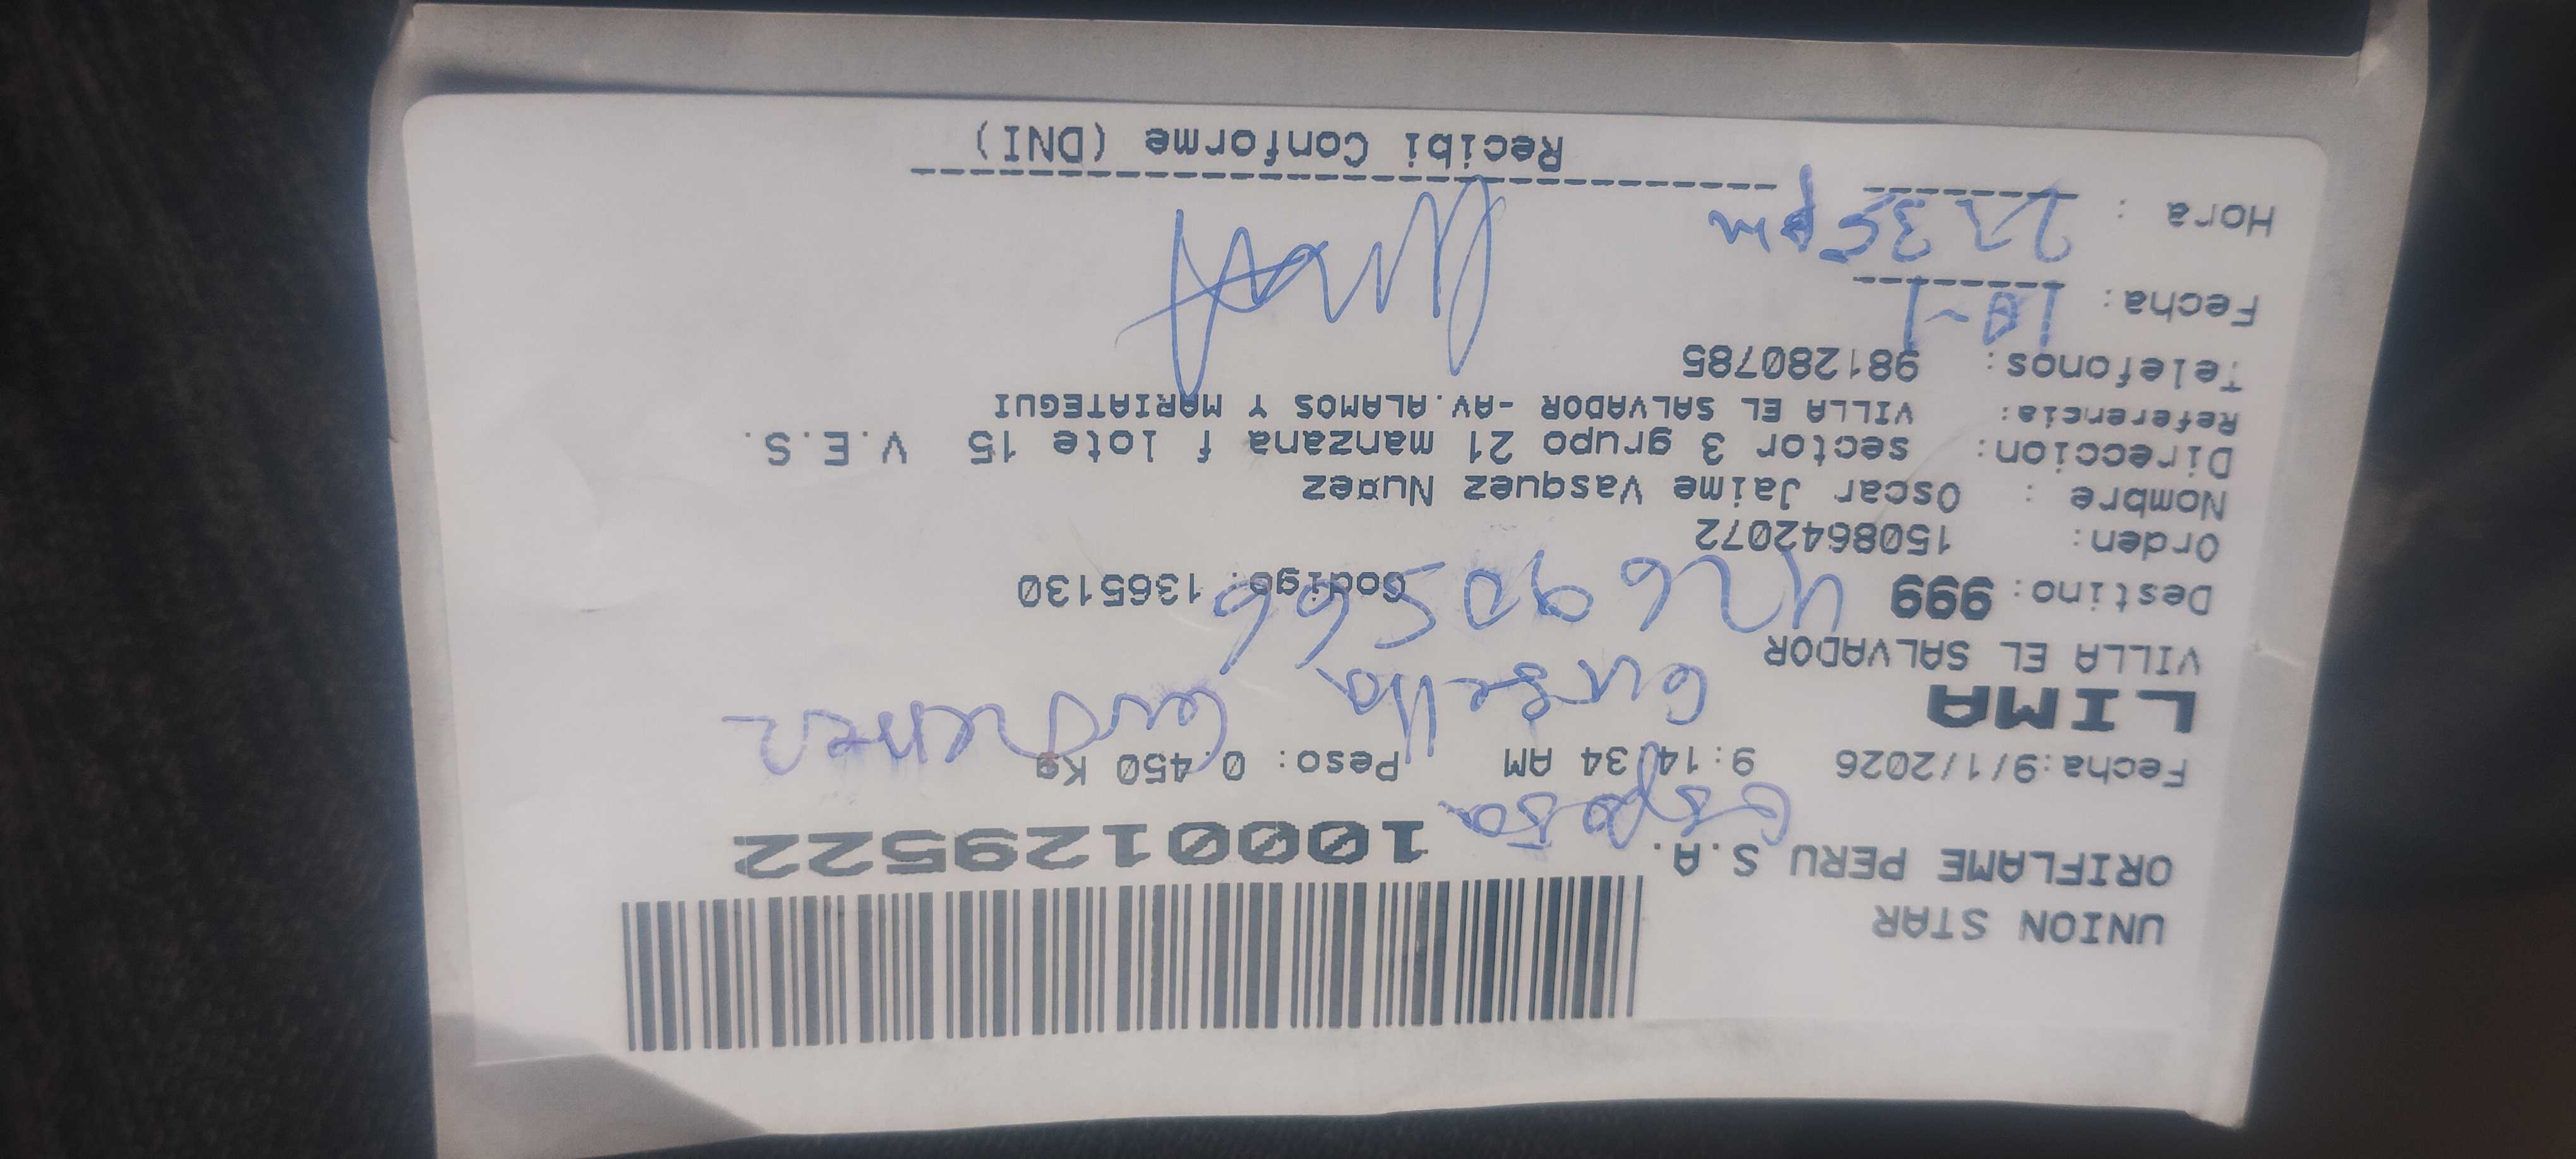 UNION STAR
ORIFLAME PERU S.A.
1000129522
Esposa
Fecha:9/1/2026 9:14:34 AM Peso: 0.450 Kg
LIMA
VILLA EL SALVADOR
Destino: 999 Codigo: 1365130
Orden: 1508642072
Nombre : Oscar Jaime Vasquez Nuñez
Direccion: sector 3 grupo 21 manzana f lote 15 V.E.S.
Referencia: VILLA EL SALVADOR -AV.ALAMOS Y MARIATEGUI
Telefonos: 981280785
Fecha: 10-1
Hora : 22 35 pm
Recibi Conforme (DNI)